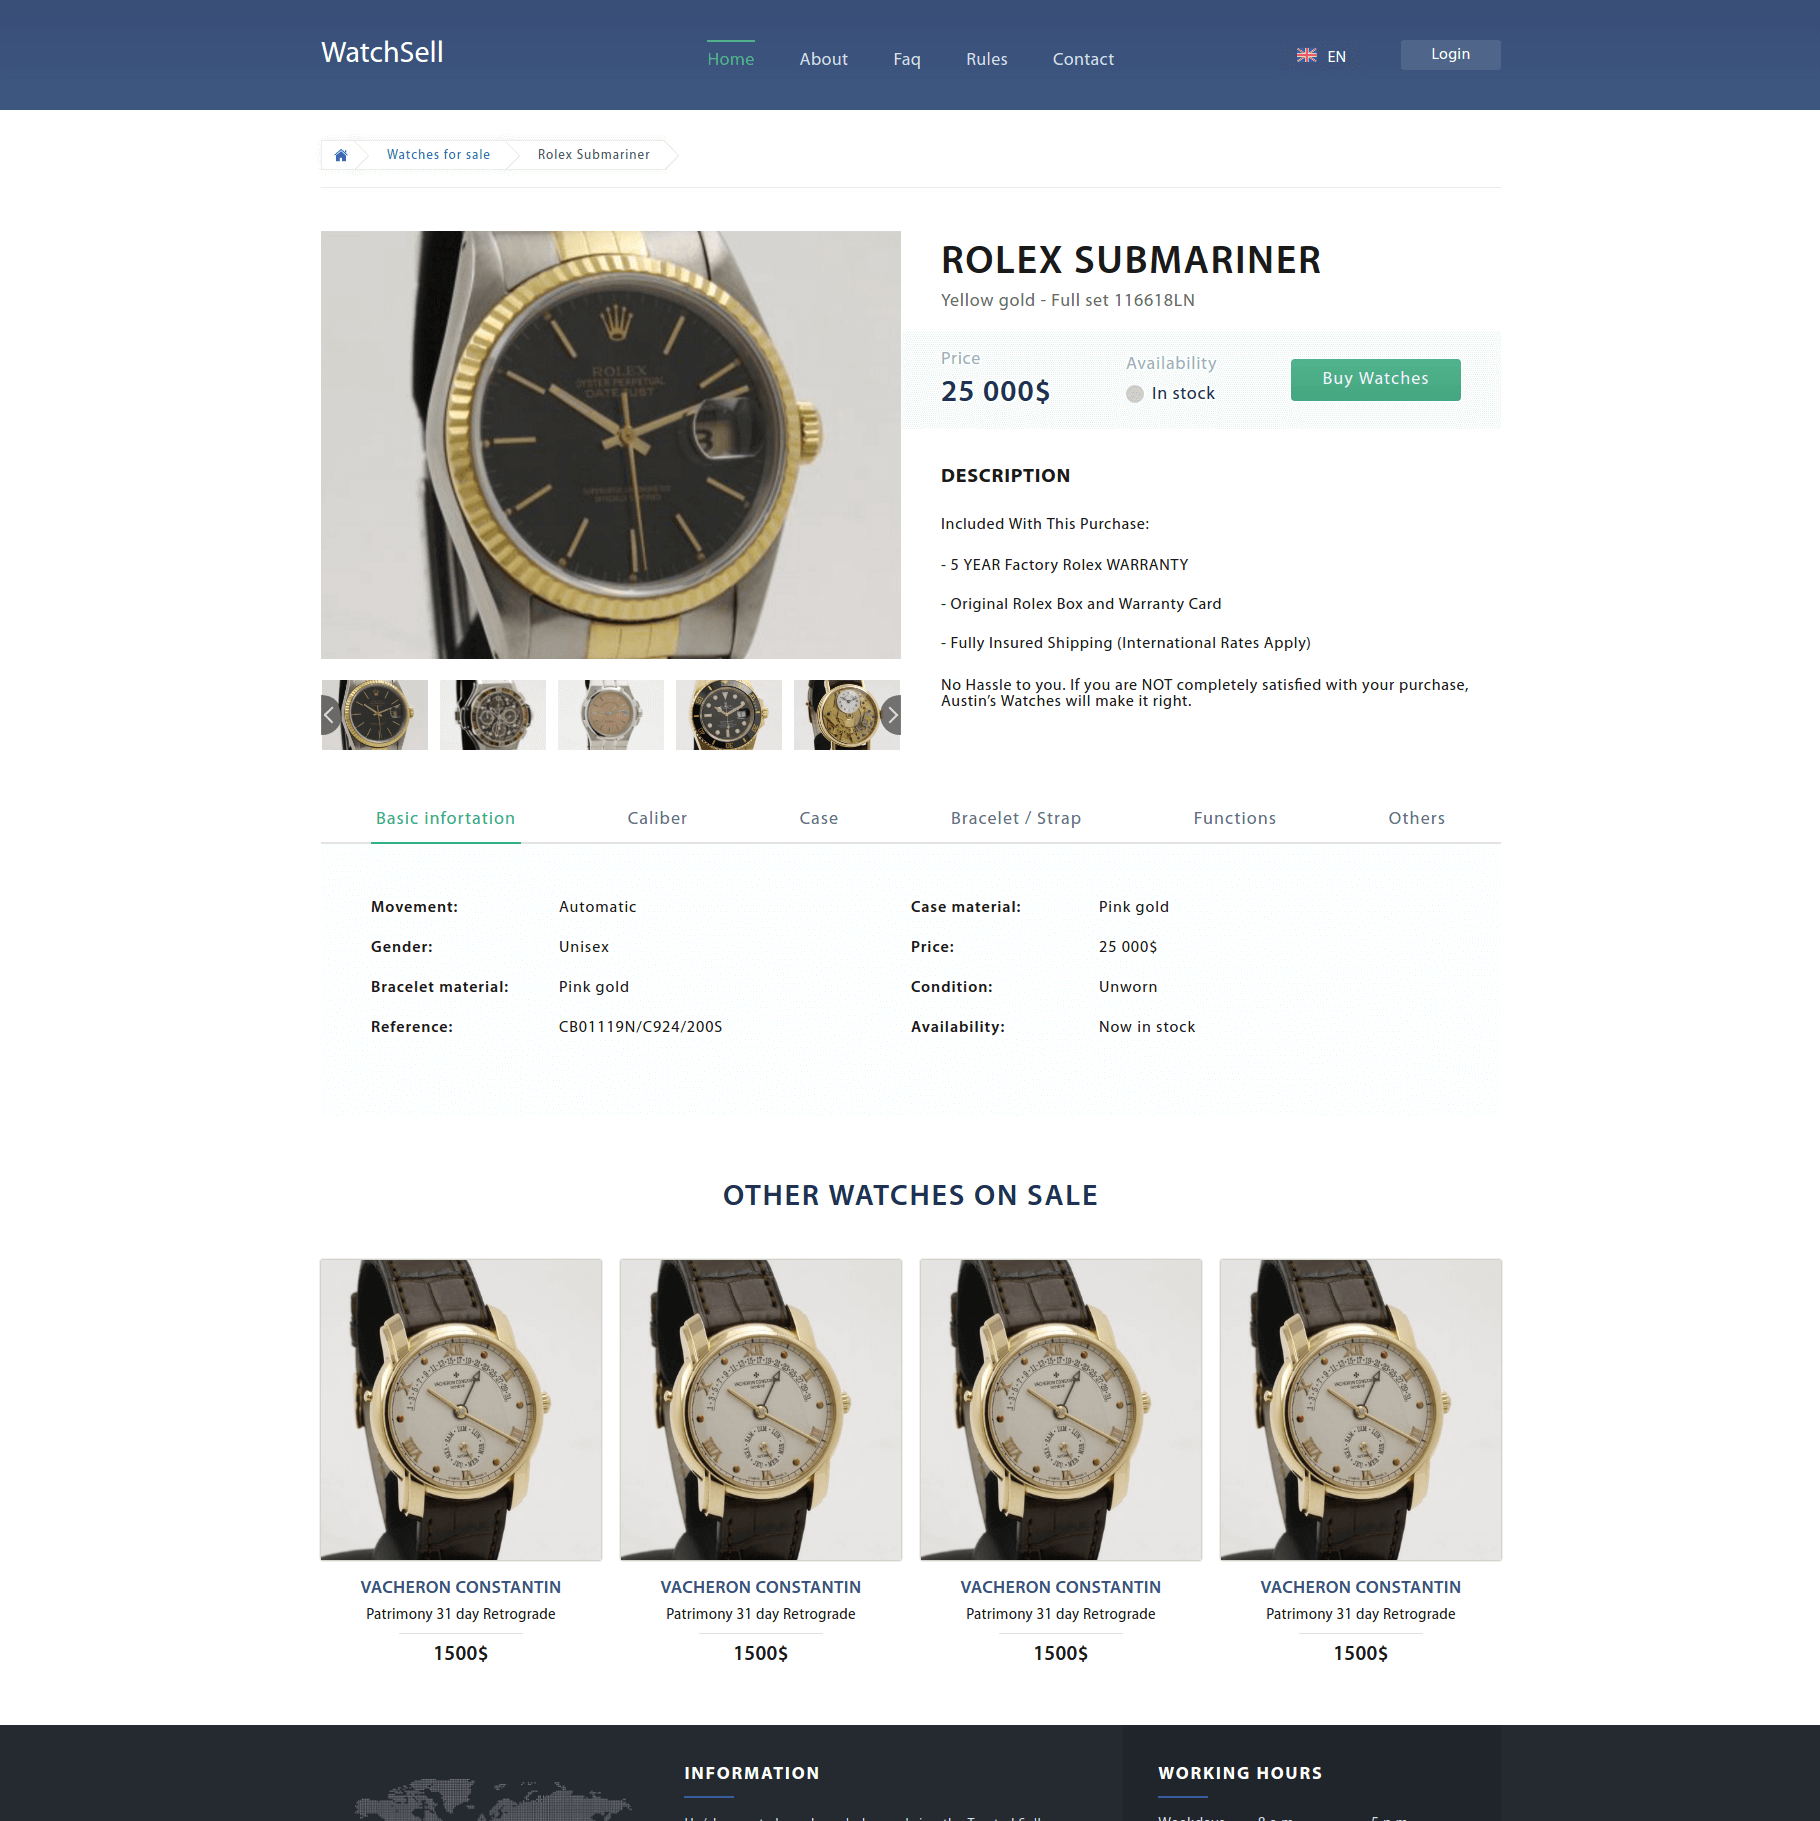 WatchSell
Home About Faq Rules Contact
EN
Login
Watches for sale
Rolex Submariner
ROLEX
OYSTER PERPETUAL
DATEJUST
ROLEX SUBMARINER
Yellow gold - Full set 116618LN
Price
25 000$
Availability
In stock
Buy Watches
DESCRIPTION
Included With This Purchase:
- 5 YEAR Factory Rolex WARRANTY
- Original Rolex Box and Warranty Card
- Fully Insured Shipping (International Rates Apply)
No Hassle to you. If you are NOT completely satisfied with your purchase,
Austin’s Watches will make it right.
Basic infortation Caliber Case Bracelet / Strap Functions Others
Movement: Automatic
Gender: Unisex
Bracelet material: Pink gold
Reference: CB01119N/C924/200S
Case material: Pink gold
Price: 25 000$
Condition: Unworn
Availability: Now in stock
OTHER WATCHES ON SALE
VACHERON CONSTANTIN
Patrimony 31 day Retrograde
1500$
VACHERON CONSTANTIN
Patrimony 31 day Retrograde
1500$
VACHERON CONSTANTIN
Patrimony 31 day Retrograde
1500$
VACHERON CONSTANTIN
Patrimony 31 day Retrograde
1500$
INFORMATION
WORKING HOURS